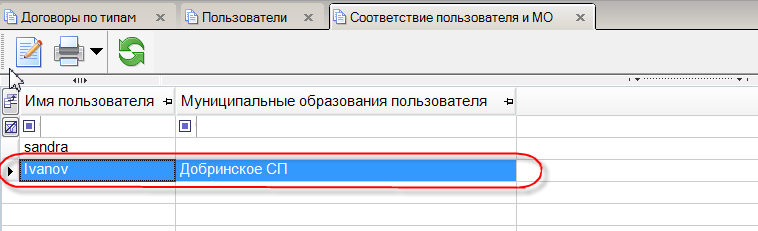 Договоры по типам Пользователи Соответствие пользователя и МО
Имя пользователя Муниципальные образования пользователя
sandra
Ivanov Добринское СП